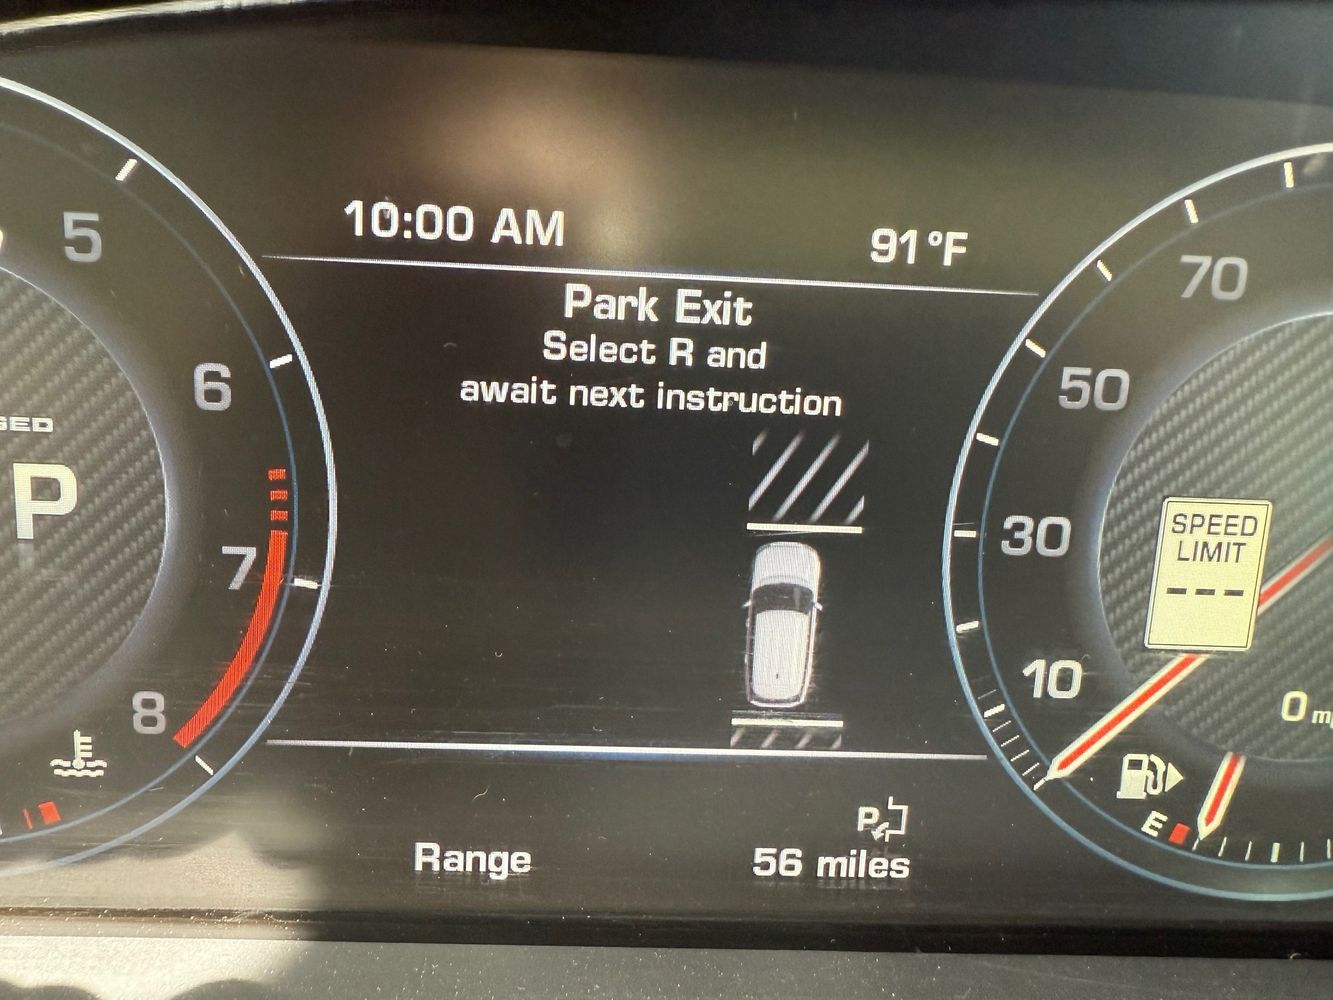 10:00 AM
91°F
Park Exit
Select R and
await next instruction
5
6
7
8
P
70
50
30
10
SPEED
LIMIT
---
0
E
P
Range
56 miles